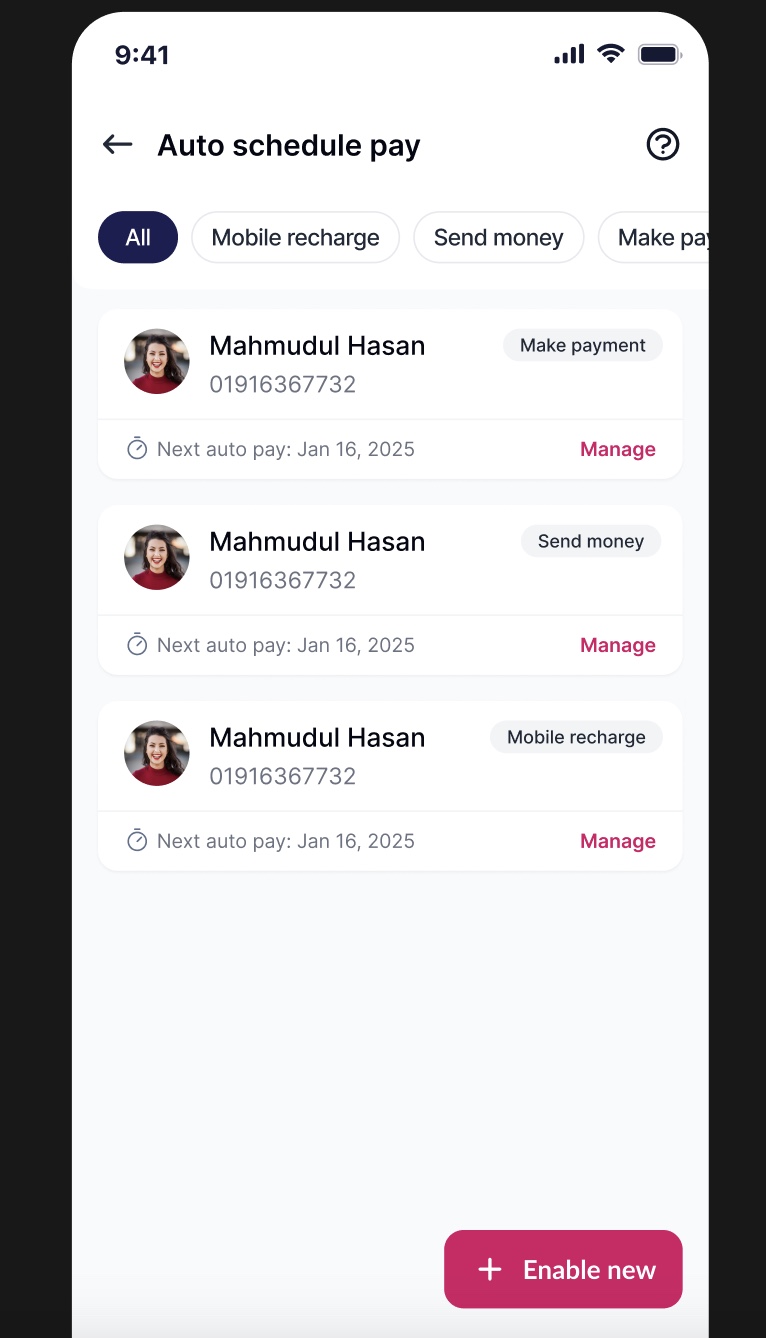 9:41
Auto schedule pay
All
Mobile recharge
Send money
Make pay
Mahmudul Hasan
Make payment
01916367732
Next auto pay: Jan 16, 2025
Manage
Mahmudul Hasan
Send money
01916367732
Next auto pay: Jan 16, 2025
Manage
Mahmudul Hasan
Mobile recharge
01916367732
Next auto pay: Jan 16, 2025
Manage
+ Enable new